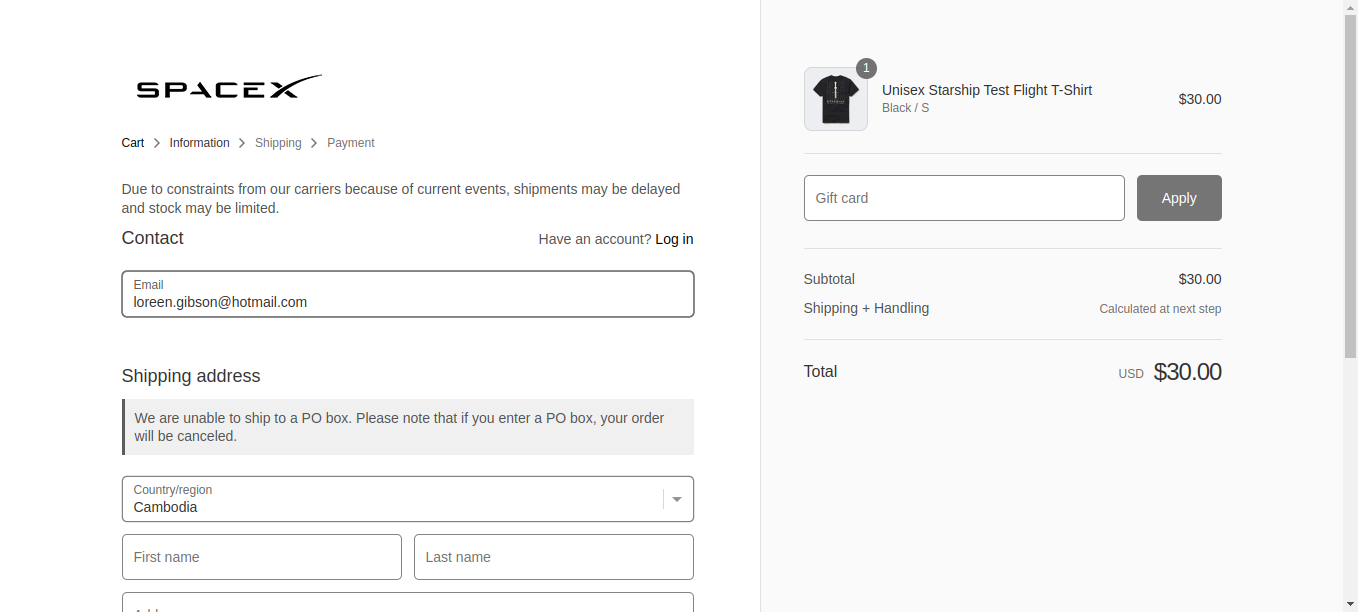 SPACEX
Cart
Information
Shipping
Payment
Due to constraints from our carriers because of current events, shipments may be delayed
and stock may be limited.
Contact
Have an account? Log in
Email
loreen.gibson@hotmail.com
Shipping address
We are unable to ship to a PO box. Please note that if you enter a PO box, your order
will be canceled.
Country/region
Cambodia
First name
Last name
1
Unisex Starship Test Flight T-Shirt
Black / S
$30.00
Gift card
Apply
Subtotal
$30.00
Shipping + Handling
Calculated at next step
Total
USD $30.00